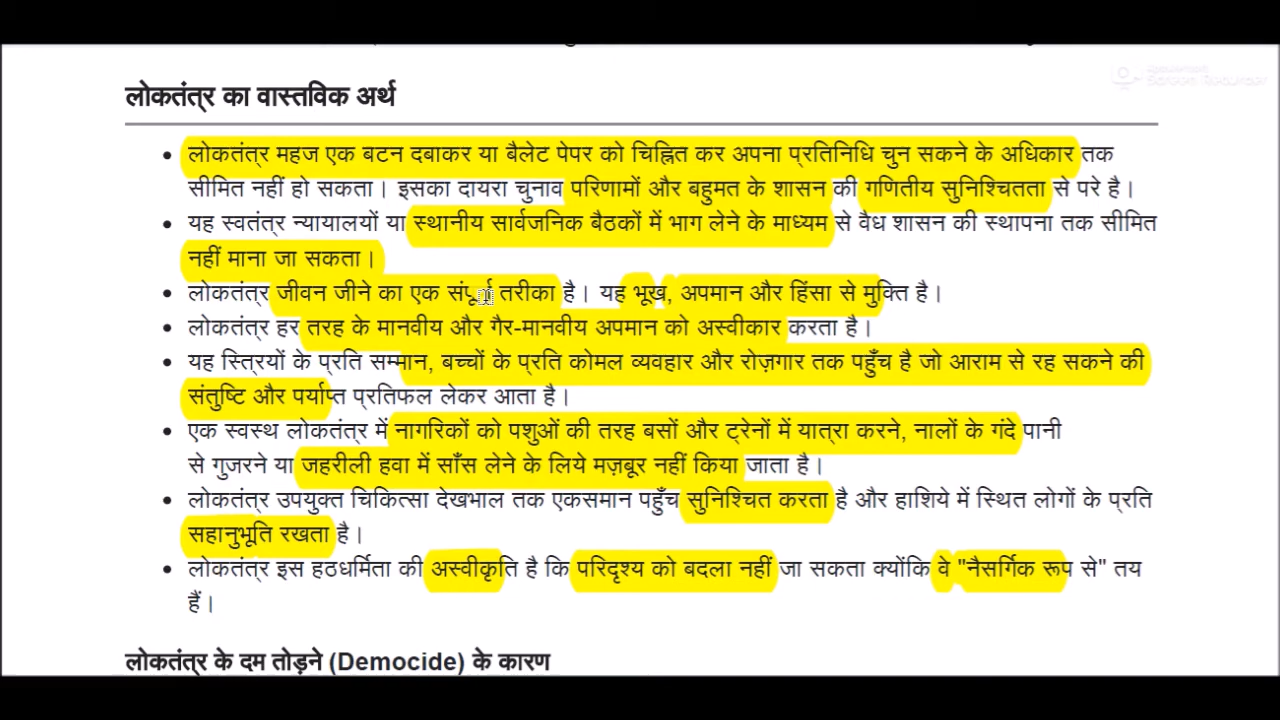 लोकतंत्र का वास्तविक अर्थ
लोकतंत्र महज एक बटन दबाकर या बैलेट पेपर को चिह्नित कर अपना प्रतिनिधि चुन सकने के अधिकार तक
सीमित नहीं हो सकता। इसका दायरा चुनाव परिणामों और बहुमत के शासन की गणितीय सुनिश्चितता से परे है।
यह स्वतंत्र न्यायालयों या स्थानीय सार्वजनिक बैठकों में भाग लेने के माध्यम से वैध शासन की स्थापना तक सीमित
नहीं माना जा सकता।
लोकतंत्र जीवन जीने का एक संपूर्ण तरीका है। यह भूख, अपमान और हिंसा से मुक्ति है।
लोकतंत्र हर तरह के मानवीय और गैर-मानवीय अपमान को अस्वीकार करता है।
यह स्त्रियों के प्रति सम्मान, बच्चों के प्रति कोमल व्यवहार और रोज़गार तक पहुँच है जो आराम से रह सकने की
संतुष्टि और पर्याप्त प्रतिफल लेकर आता है।
एक स्वस्थ लोकतंत्र में नागरिकों को पशुओं की तरह बसों और ट्रेनों में यात्रा करने, नालों के गंदे पानी
से गुजरने या जहरीली हवा में साँस लेने के लिये मज़बूर नहीं किया जाता है।
लोकतंत्र उपयुक्त चिकित्सा देखभाल तक एकसमान पहुँच सुनिश्चित करता है और हाशिये में स्थित लोगों के प्रति
सहानुभूति रखता है।
लोकतंत्र इस हठधर्मिता की अस्वीकृति है कि परिदृश्य को बदला नहीं जा सकता क्योंकि वे "नैसर्गिक रूप से" तय
हैं।
लोकतंत्र के दम तोड़ने (Democide) के कारण